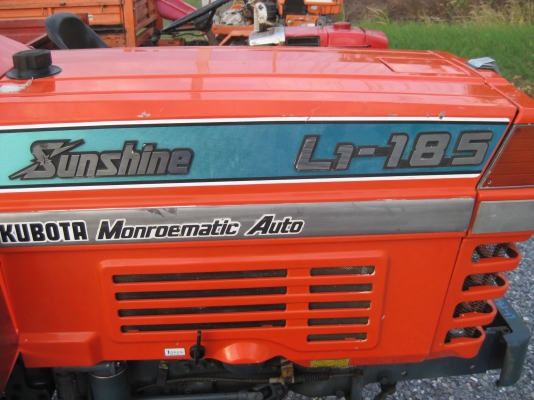 Sunshine L1-185
KUBOTA Monroematic Auto